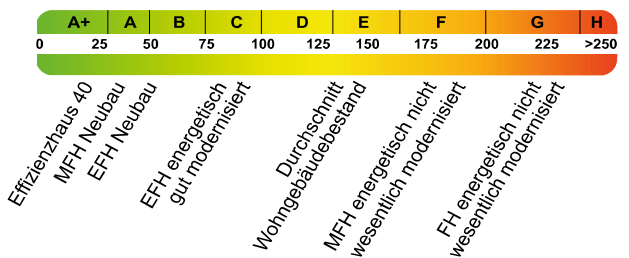 A+ A B C D E F G H
0 25 50 75 100 125 150 175 200 225 >250
Effizienzhaus 40
MFH Neubau
EFH Neubau
EFH energetisch
gut modernisiert
Durchschnitt
Wohngebäudebestand
MFH energetisch nicht
wesentlich modernisiert
FH energetisch nicht
wesentlich modernisiert